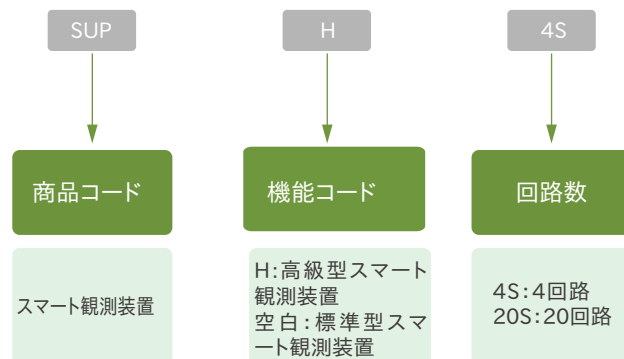 SUP
H
4S
商品コード
機能コード
回路数
スマート観測装置
H:高級型スマート
観測装置
空白:標準型スマ
ート観測装置
4S:4回路
20S:20回路